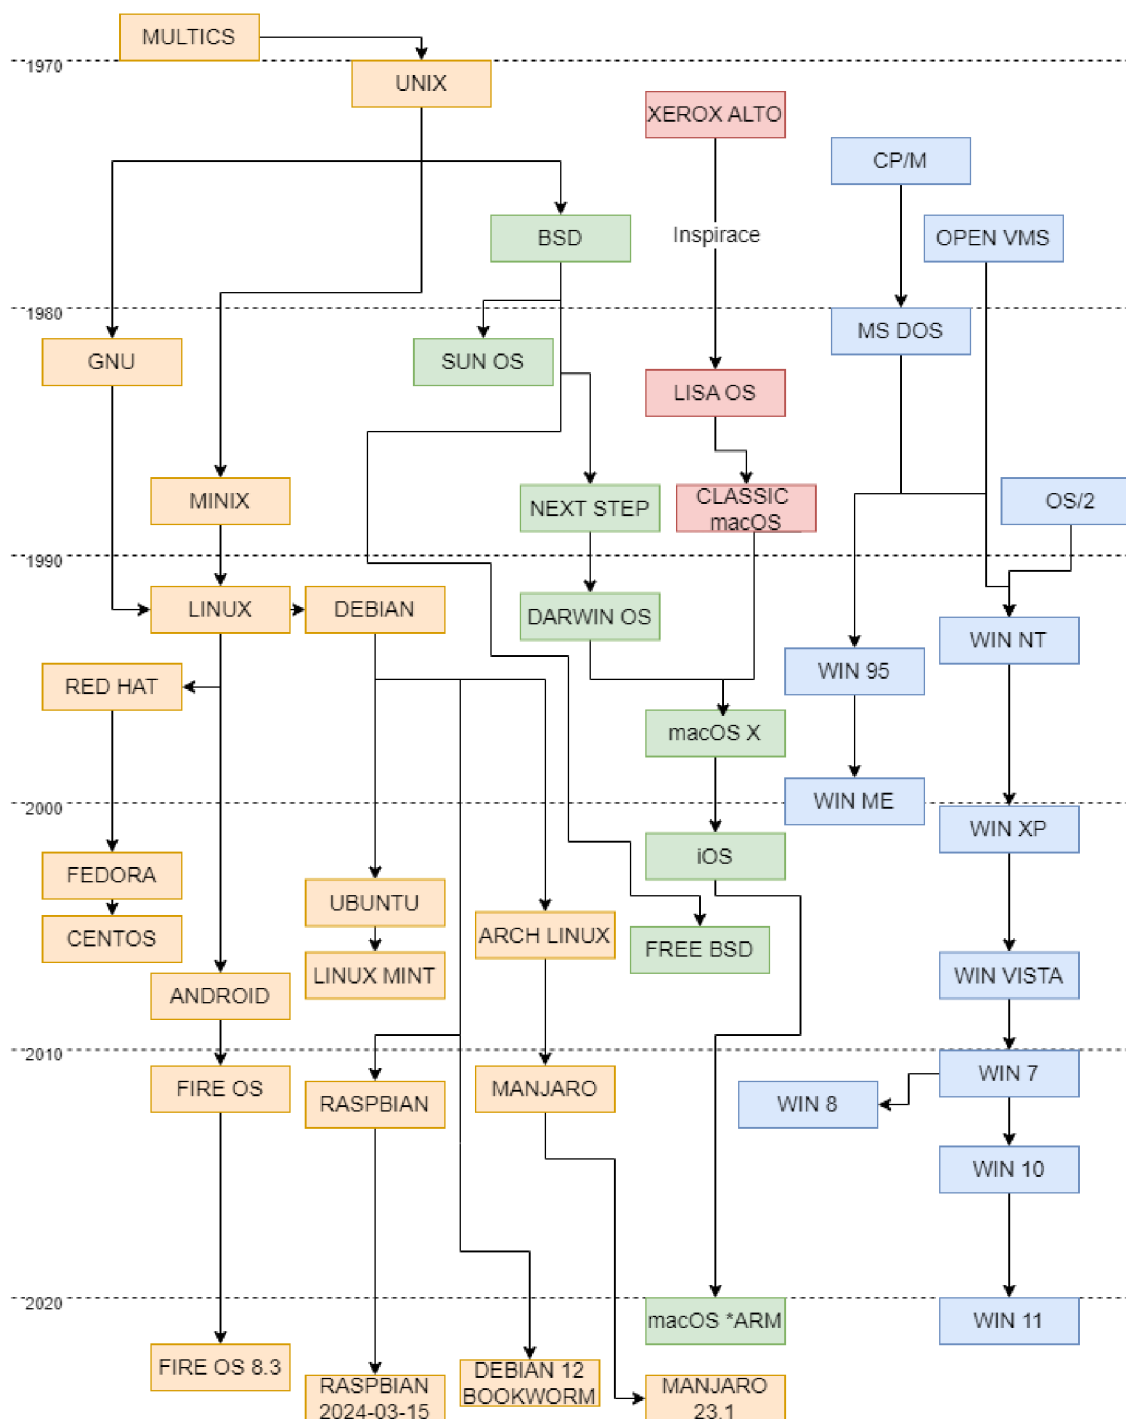 MULTICS
1970
UNIX
XEROX ALTO
CP/M
BSD
Inspirace
OPEN VMS
1980
MS DOS
GNU
SUN OS
LISA OS
MINIX
NEXT STEP
CLASSIC
macOS
OS/2
1990
LINUX
DEBIAN
DARWIN OS
WIN NT
RED HAT
WIN 95
macOS X
2000
WIN ME
WIN XP
iOS
FEDORA
UBUNTU
CENTOS
ARCH LINUX
FREE BSD
LINUX MINT
WIN VISTA
ANDROID
2010
WIN 7
FIRE OS
RASPBIAN
MANJARO
WIN 8
WIN 10
2020
macOS *ARM
WIN 11
FIRE OS 8.3
RASPBIAN
2024-03-15
DEBIAN 12
BOOKWORM
MANJARO
23.1